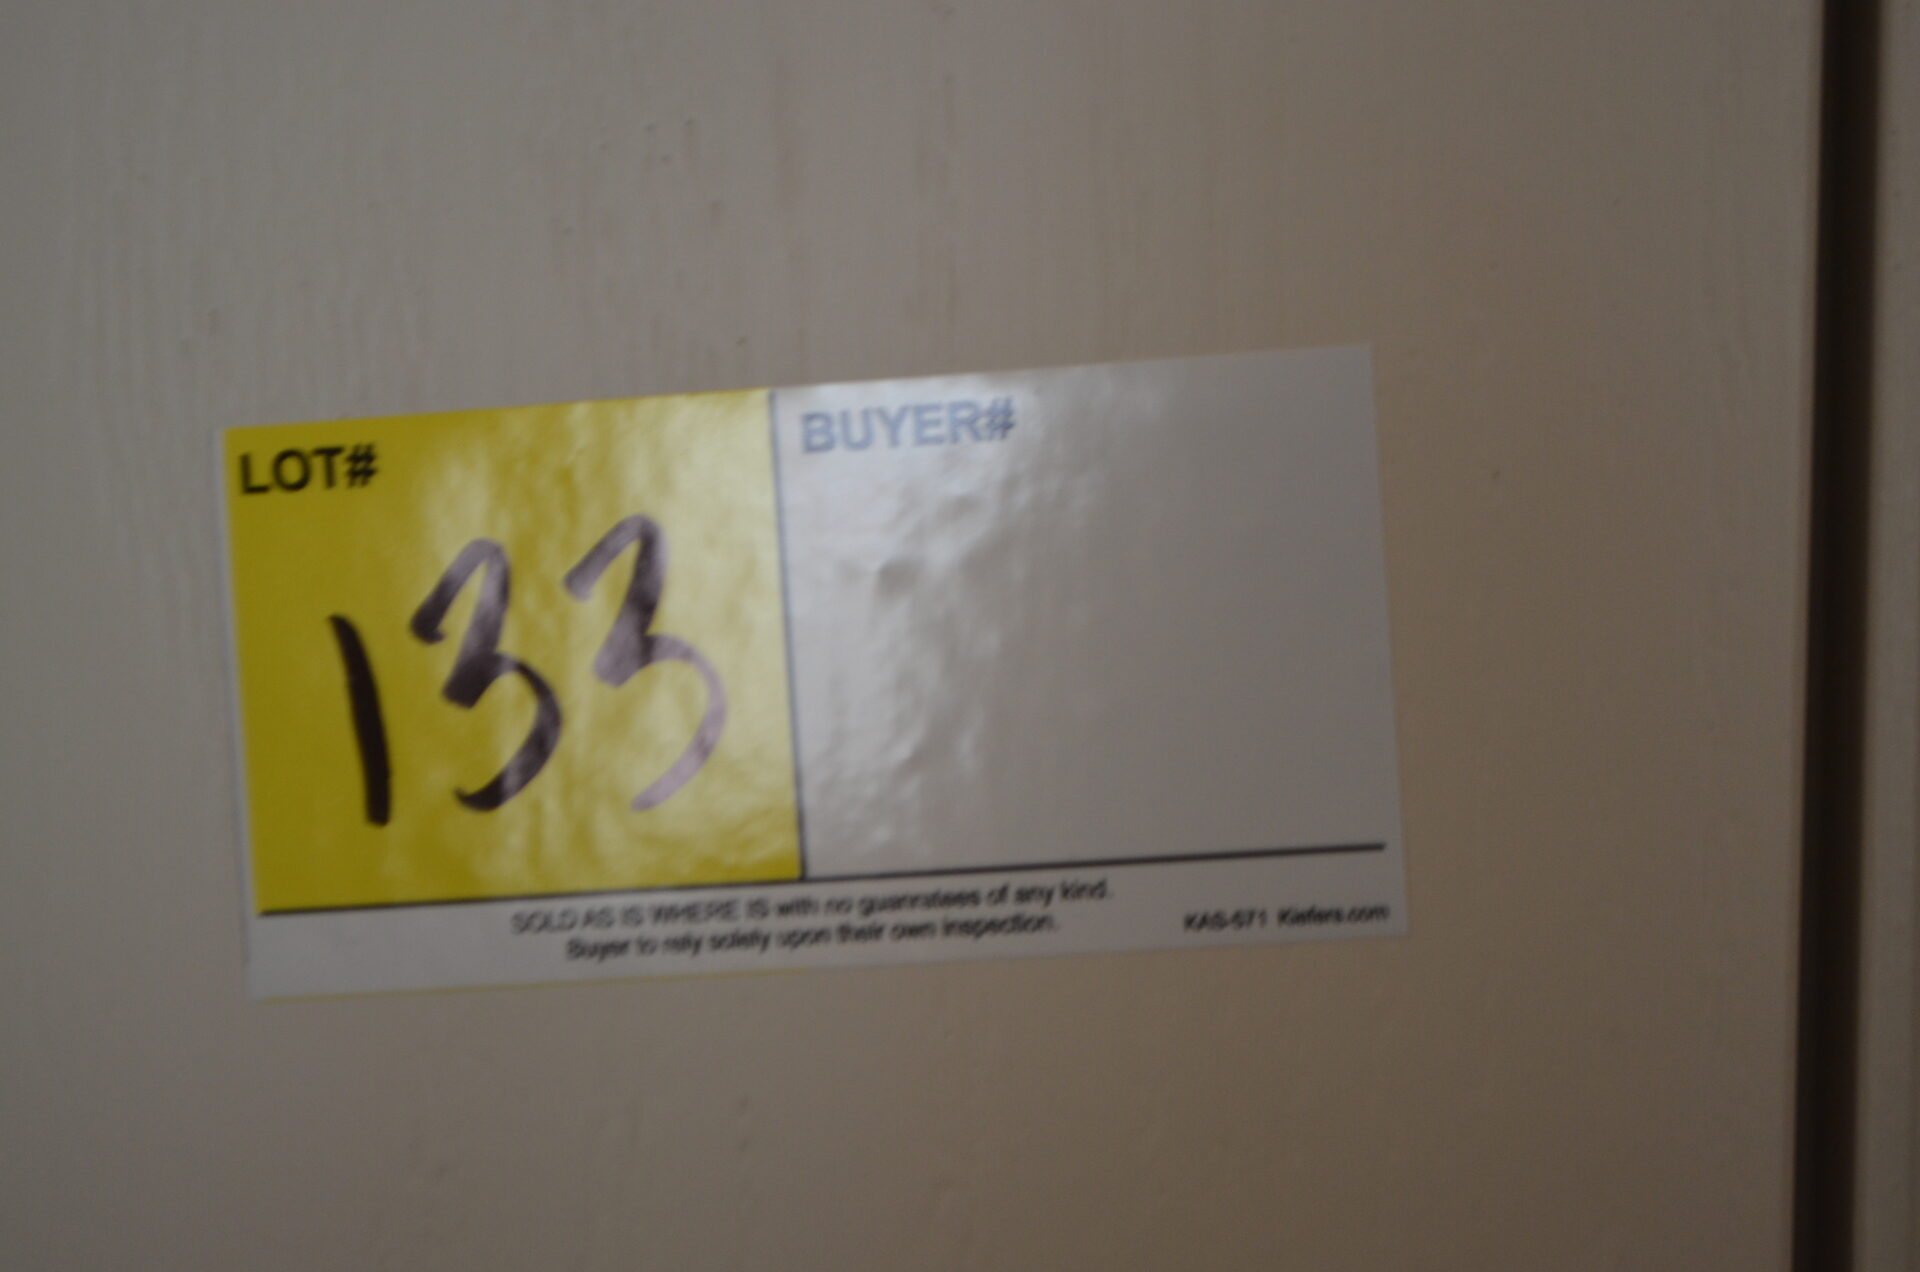 LOT#
BUYER#
133
SOLD AS IS WHERE IS with no guanratees of any kind.
Buyer to rely solely upon their own inspection.
KAS-571 Kiefers.com